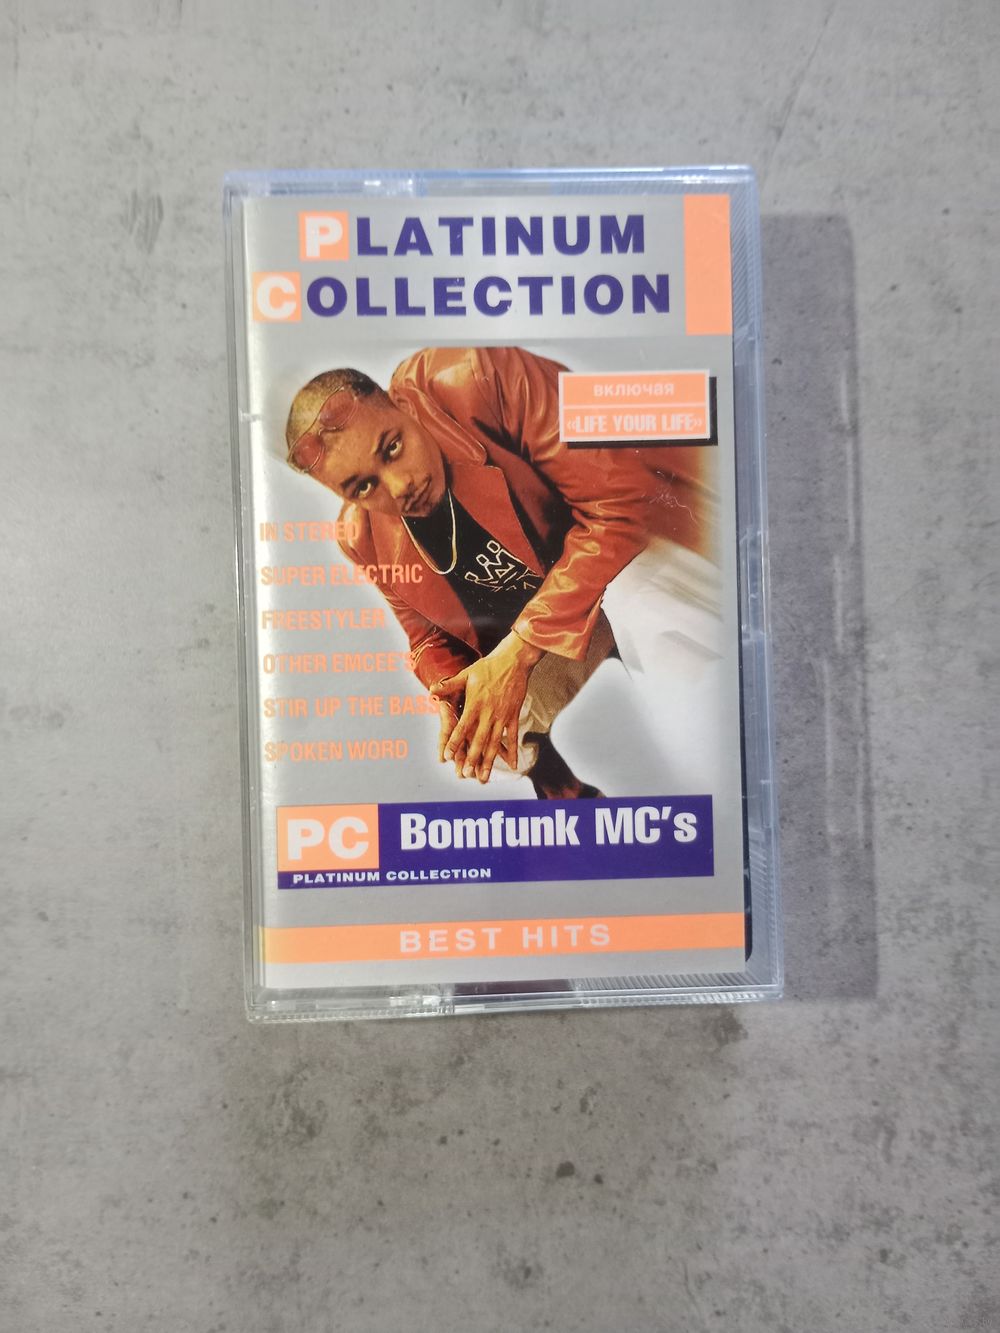 PLATINUM
COLLECTION
включая
«LIFE YOUR LIFE»
IN STEREO
SUPER ELECTRIC
FREESTYLER
OTHER EMCEE'S
STIR UP THE BASS
SPOKEN WORD
PC Bomfunk MC's
PLATINUM COLLECTION
BEST HITS